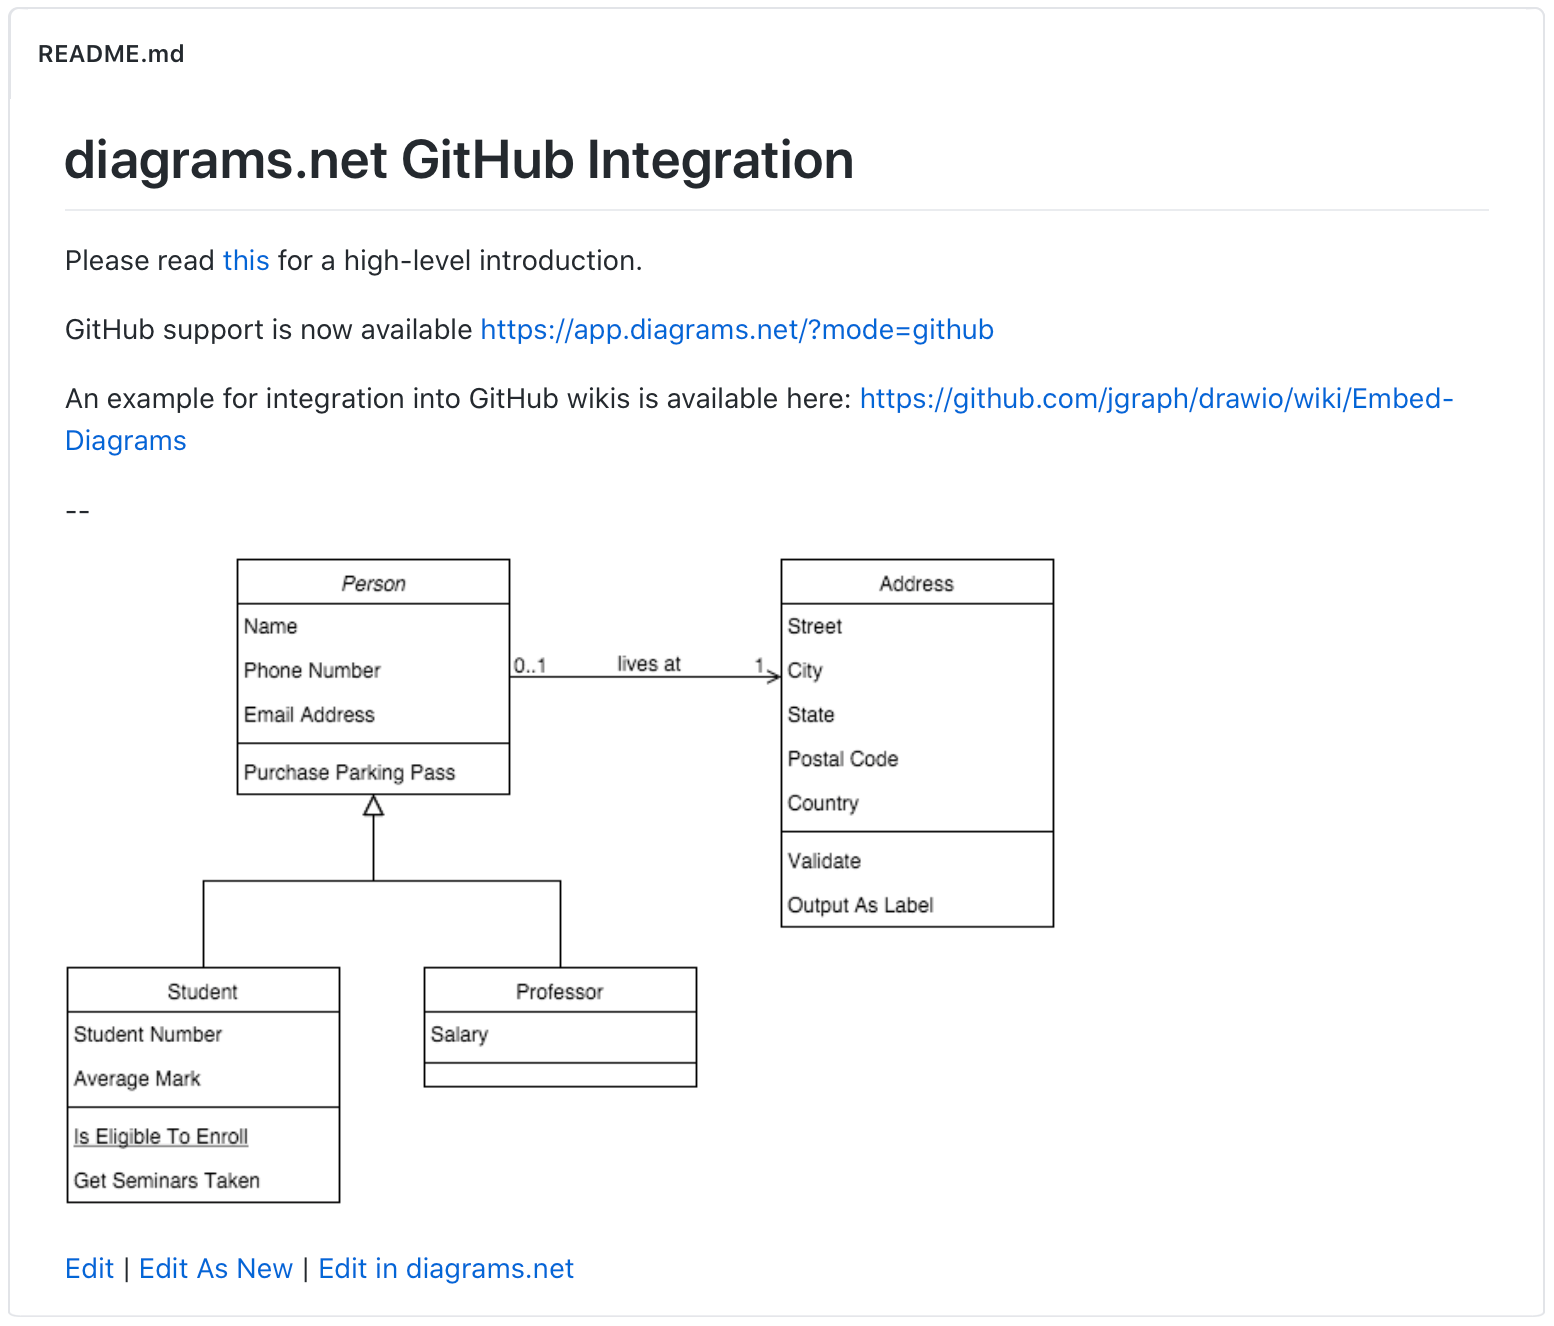 README.md
diagrams.net GitHub Integration
Please read this for a high-level introduction.
GitHub support is now available https://app.diagrams.net/?mode=github
An example for integration into GitHub wikis is available here: https://github.com/jgraph/drawio/wiki/Embed-
Diagrams
--
Person
Name
Phone Number
Email Address
Purchase Parking Pass
0..1
lives at
1
Address
Street
City
State
Postal Code
Country
Validate
Output As Label
Student
Student Number
Average Mark
Is Eligible To Enroll
Get Seminars Taken
Professor
Salary
Edit | Edit As New | Edit in diagrams.net